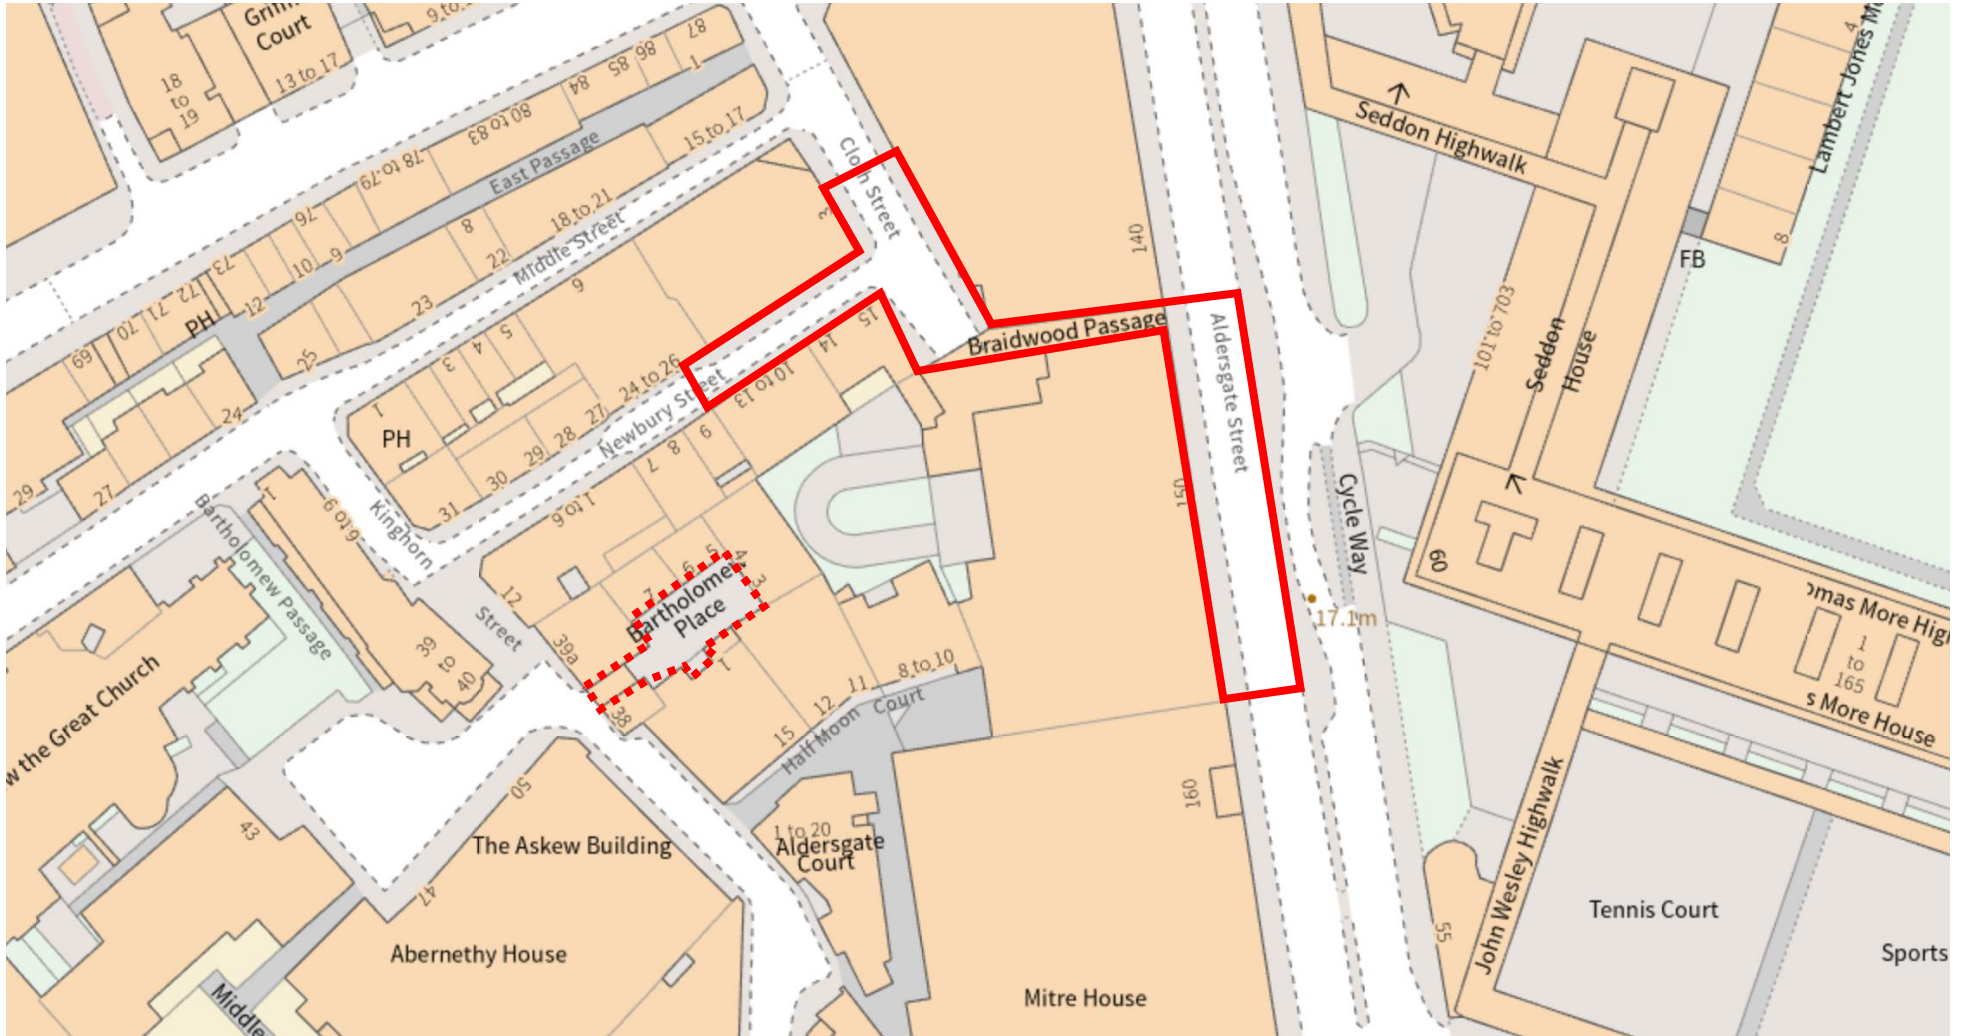 Griffin
Court
9 to
18
to
19
13 to 17
87
86
85
84
1
80 to 83
78 to 79
76
73
72
71
70
69
PH
East Passage
15 to 17
18 to 21
8
9
10
12
22
23
25
Middle Street
Cloth Street
3
6
5
4
3
1
PH
24
27
29
24 to 26
27
28
29
30
31
Newbury Street
15
14
10 to 13
9
8
7
1 to 6
12
Kinghorn
Street
Bartholomew Passage
1
6 to 9
39
to
40
39a
38
Bartholomew
Place
7
6
5
4
3
1
w the Great Church
43
50
47
The Askew Building
Abernethy House
Middle
15
12
11
8 to 10
Half Moon Court
1 to 20
Aldersgate
Court
Mitre House
Braidwood Passage
140
150
160
Aldersgate Street
Cycle Way
17.1m
Seddon Highwalk
Seddon
House
101 to 703
FB
8
4
Lambert Jones M
60
omas More High
1
to
165
s More House
John Wesley Highwalk
55
Tennis Court
Sports